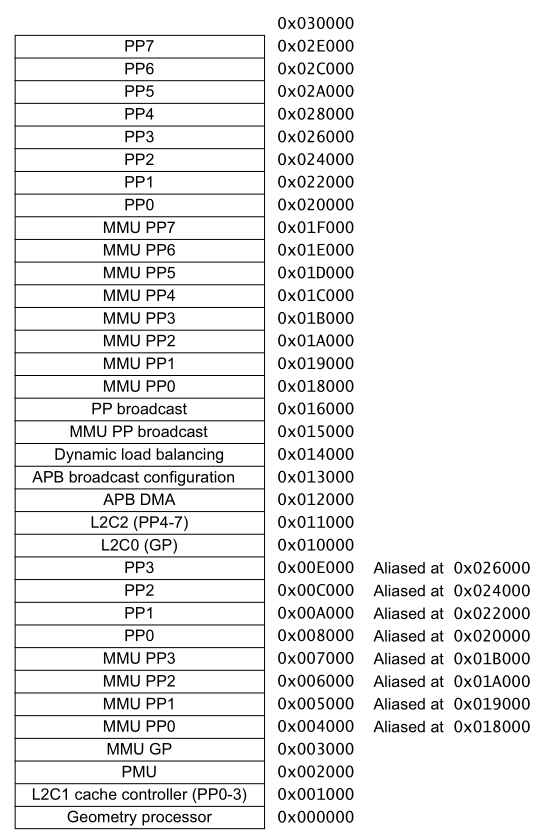 0x030000
PP7 0x02E000
PP6 0x02C000
PP5 0x02A000
PP4 0x028000
PP3 0x026000
PP2 0x024000
PP1 0x022000
PP0 0x020000
MMU PP7 0x01F000
MMU PP6 0x01E000
MMU PP5 0x01D000
MMU PP4 0x01C000
MMU PP3 0x01B000
MMU PP2 0x01A000
MMU PP1 0x019000
MMU PP0 0x018000
PP broadcast 0x016000
MMU PP broadcast 0x015000
Dynamic load balancing 0x014000
APB broadcast configuration 0x013000
APB DMA 0x012000
L2C2 (PP4-7) 0x011000
L2C0 (GP) 0x010000
PP3 0x00E000 Aliased at 0x026000
PP2 0x00C000 Aliased at 0x024000
PP1 0x00A000 Aliased at 0x022000
PP0 0x008000 Aliased at 0x020000
MMU PP3 0x007000 Aliased at 0x01B000
MMU PP2 0x006000 Aliased at 0x01A000
MMU PP1 0x005000 Aliased at 0x019000
MMU PP0 0x004000 Aliased at 0x018000
MMU GP 0x003000
PMU 0x002000
L2C1 cache controller (PP0-3) 0x001000
Geometry processor 0x000000